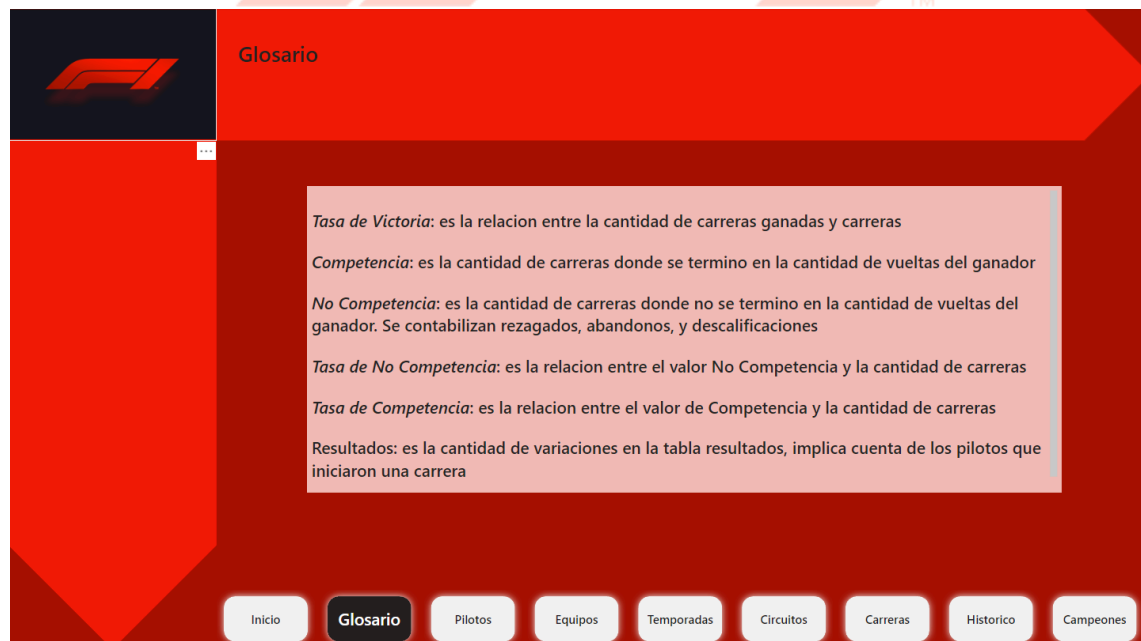 TM
Glosario
...
Tasa de Victoria: es la relacion entre la cantidad de carreras ganadas y carreras
Competencia: es la cantidad de carreras donde se termino en la cantidad de vueltas del ganador
No Competencia: es la cantidad de carreras donde no se termino en la cantidad de vueltas del
ganador. Se contabilizan rezagados, abandonos, y descalificaciones
Tasa de No Competencia: es la relacion entre el valor No Competencia y la cantidad de carreras
Tasa de Competencia: es la relacion entre el valor de Competencia y la cantidad de carreras
Resultados: es la cantidad de variaciones en la tabla resultados, implica cuenta de los pilotos que
iniciaron una carrera
Inicio Glosario Pilotos Equipos Temporadas Circuitos Carreras Historico Campeones